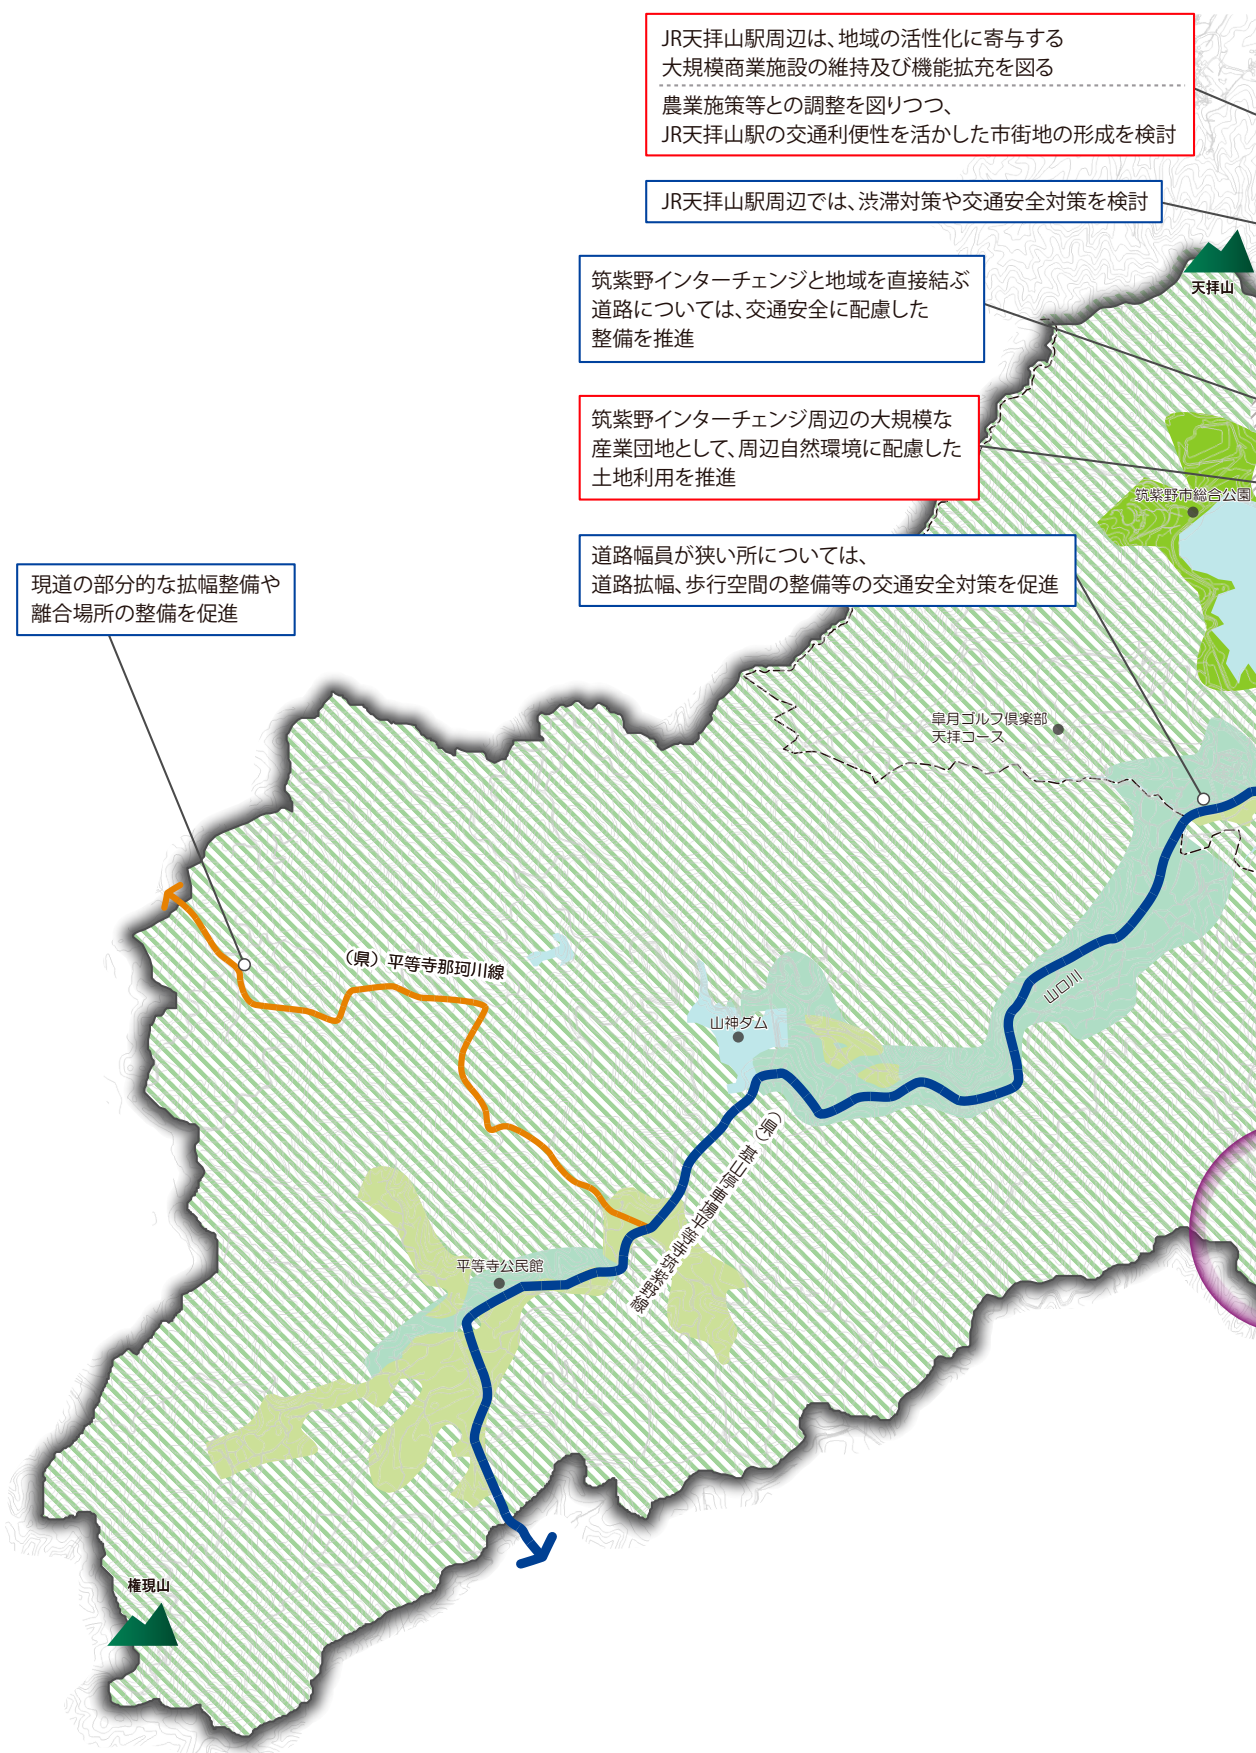 JR天拝山駅周辺は、地域の活性化に寄与する
大規模商業施設の維持及び機能拡充を図る
農業施策等との調整を図りつつ、
JR天拝山駅の交通利便性を活かした市街地の形成を検討
JR天拝山駅周辺では、渋滞対策や交通安全対策を検討
筑紫野インターチェンジと地域を直接結ぶ
道路については、交通安全に配慮した
整備を推進
天拝山
筑紫野インターチェンジ周辺の大規模な
産業団地として、周辺自然環境に配慮した
土地利用を推進
筑紫野市総合公園
道路幅員が狭い所については、
道路拡幅、歩行空間の整備等の交通安全対策を促進
現道の部分的な拡幅整備や
離合場所の整備を促進
皐月ゴルフ倶楽部
天拝コース
（県）平等寺那珂川線
山口川
山神ダム
（県）基山停車場平等寺筑紫野線
平等寺公民館
権現山